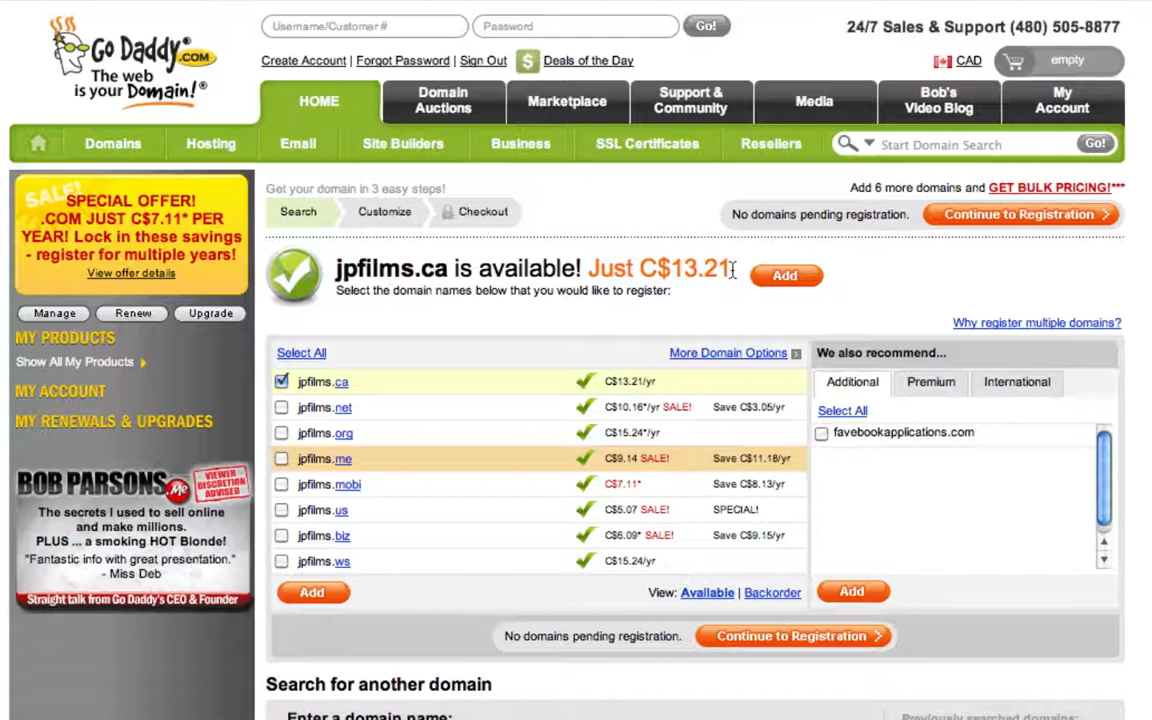 Go Daddy®.COM
The web
is your Domain!®
Username/Customer #
Password
Go!
24/7 Sales & Support (480) 505-8877
Create Account | Forgot Password | Sign Out
$
Deals of the Day
CAD
empty
HOME
Domain
Auctions
Marketplace
Support &
Community
Media
Bob's
Video Blog
My
Account
Domains
Hosting
Email
Site Builders
Business
SSL Certificates
Resellers
Start Domain Search
Go!
SALE!
SPECIAL OFFER!
.COM JUST C$7.11* PER
YEAR! Lock in these savings
- register for multiple years!
View offer details
Manage
Renew
Upgrade
MY PRODUCTS
Show All My Products
MY ACCOUNT
MY RENEWALS & UPGRADES
BOB PARSONS.Me
VIEWER
DISCRETION
ADVISED
The secrets I used to sell online
and make millions.
PLUS ... a smoking HOT Blonde!
"Fantastic info with great presentation."
- Miss Deb
Straight talk from Go Daddy's CEO & Founder
Get your domain in 3 easy steps!
Search
Customize
Checkout
Add 6 more domains and GET BULK PRICING!***
No domains pending registration.
Continue to Registration
jpfilms.ca is available! Just C$13.21
Add
Select the domain names below that you would like to register:
Why register multiple domains?
Select All
More Domain Options
jpfilms.ca C$13.21/yr
jpfilms.net C$10.16*/yr SALE! Save C$3.05/yr
jpfilms.org C$15.24*/yr
jpfilms.me C$9.14 SALE! Save C$11.18/yr
jpfilms.mobi C$7.11* Save C$8.13/yr
jpfilms.us C$5.07 SALE! SPECIAL!
jpfilms.biz C$6.09* SALE! Save C$9.15/yr
jpfilms.ws C$15.24/yr
Add
View: Available | Backorder
We also recommend...
Additional
Premium
International
Select All
favebookapplications.com
Add
No domains pending registration.
Continue to Registration
Search for another domain
Enter a domain name:
Previously searched domains: